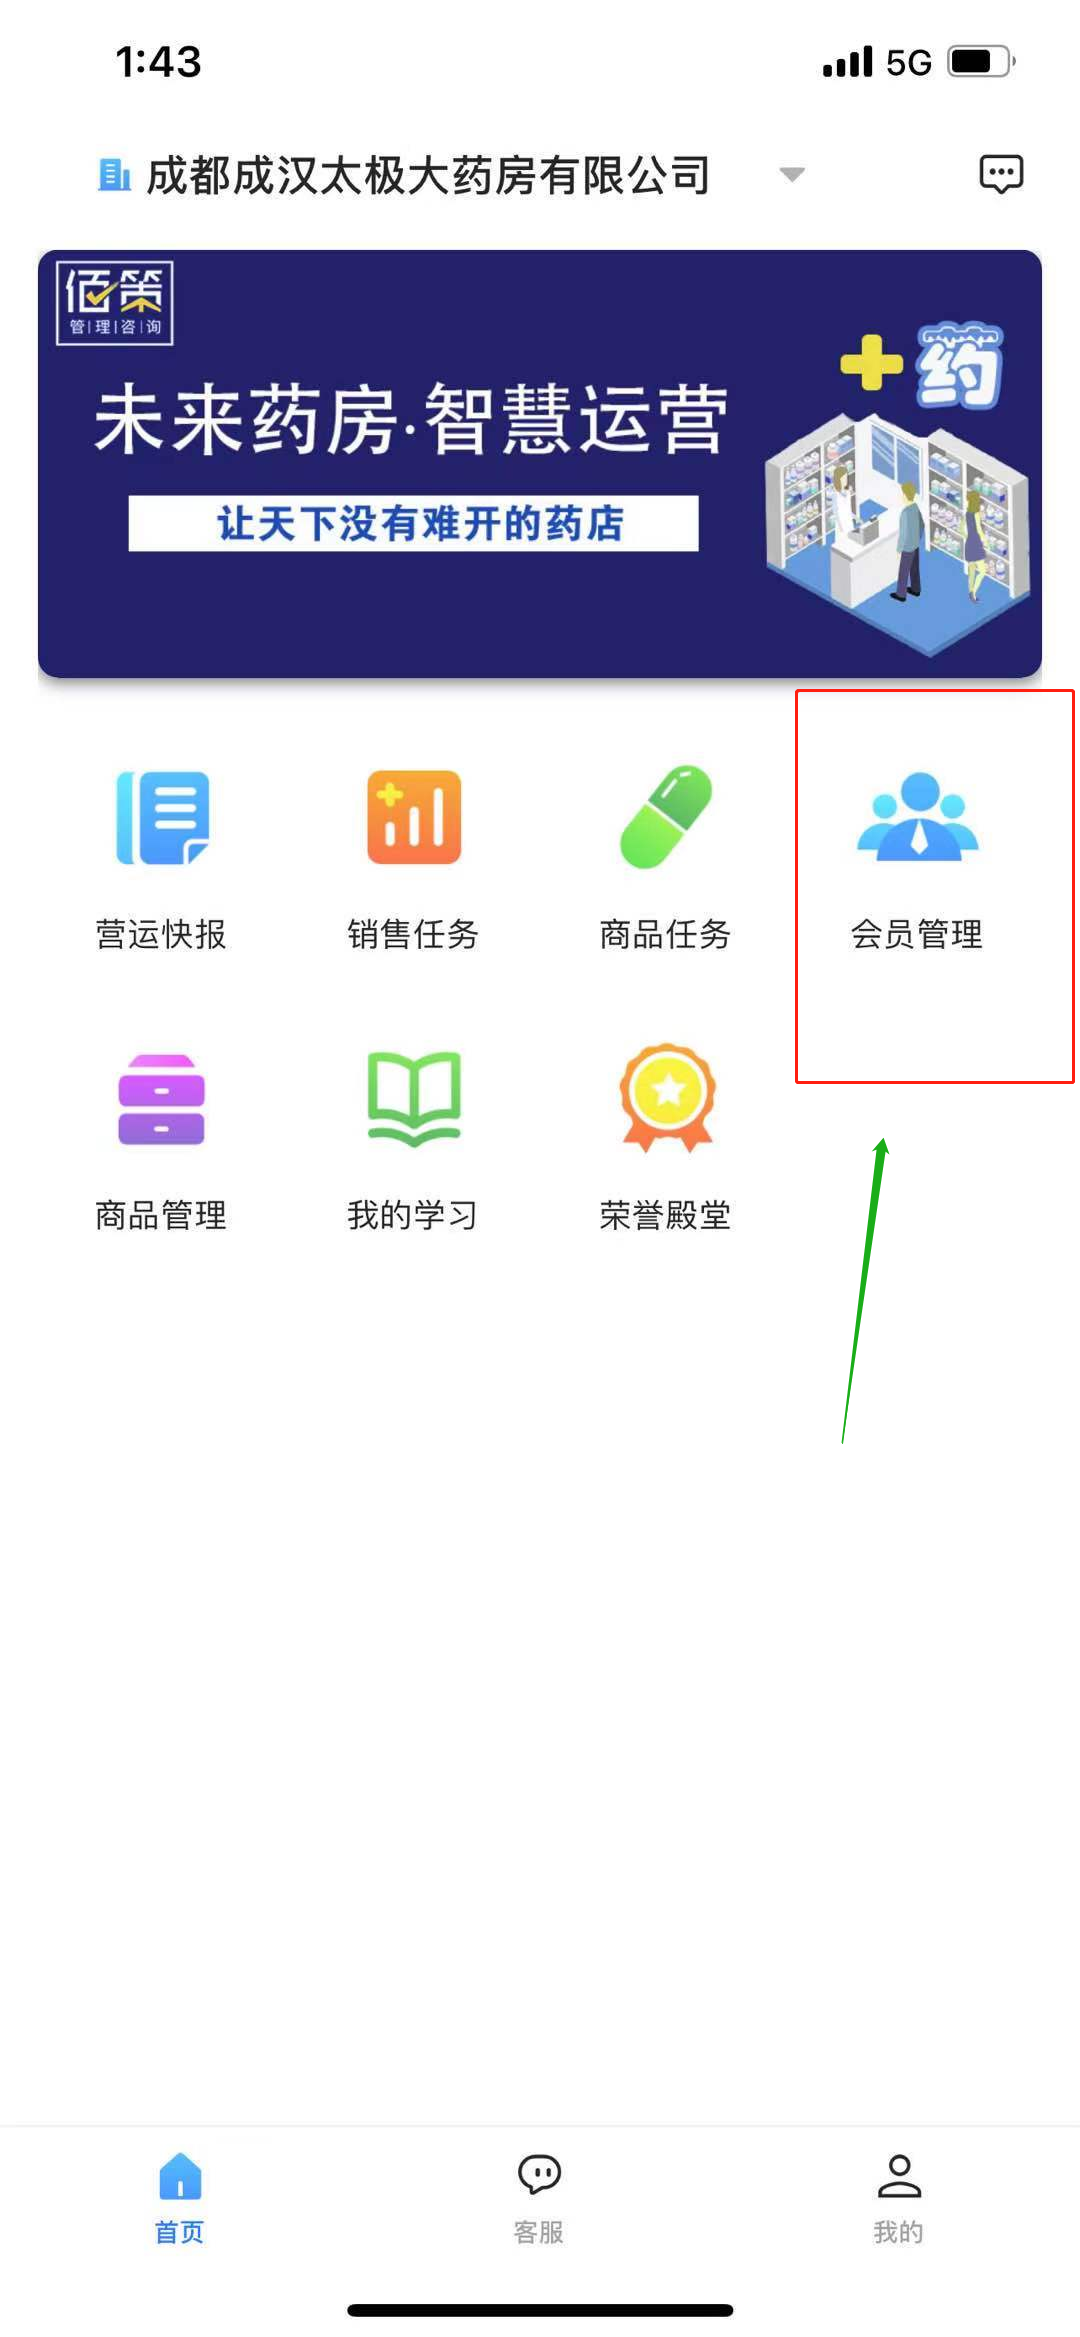 1:43
5G
成都成汉太极大药房有限公司
佰策
管|理|咨|询
药
未来药房·智慧运营
让天下没有难开的药店
营运快报
销售任务
商品任务
会员管理
商品管理
我的学习
荣誉殿堂
首页
客服
我的